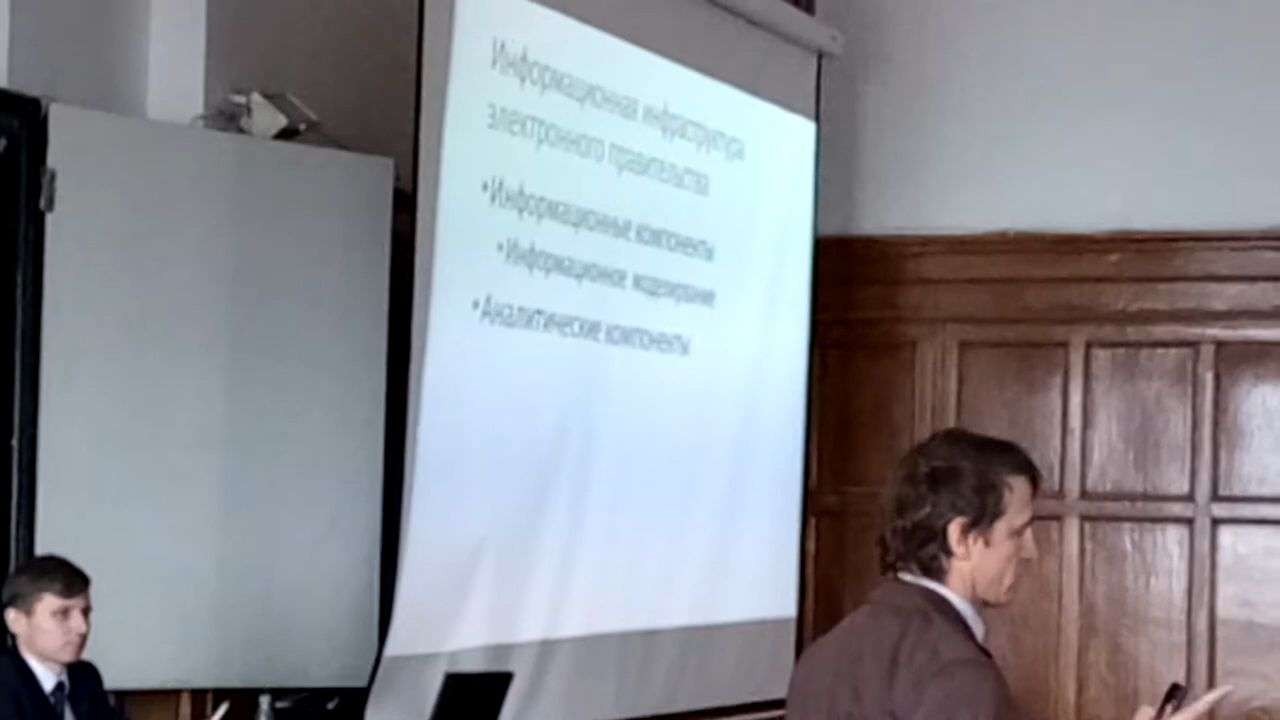 Информационная инфраструктура
электронного правительства
•Информационные компоненты
•Информационное моделирование
•Аналитические компоненты